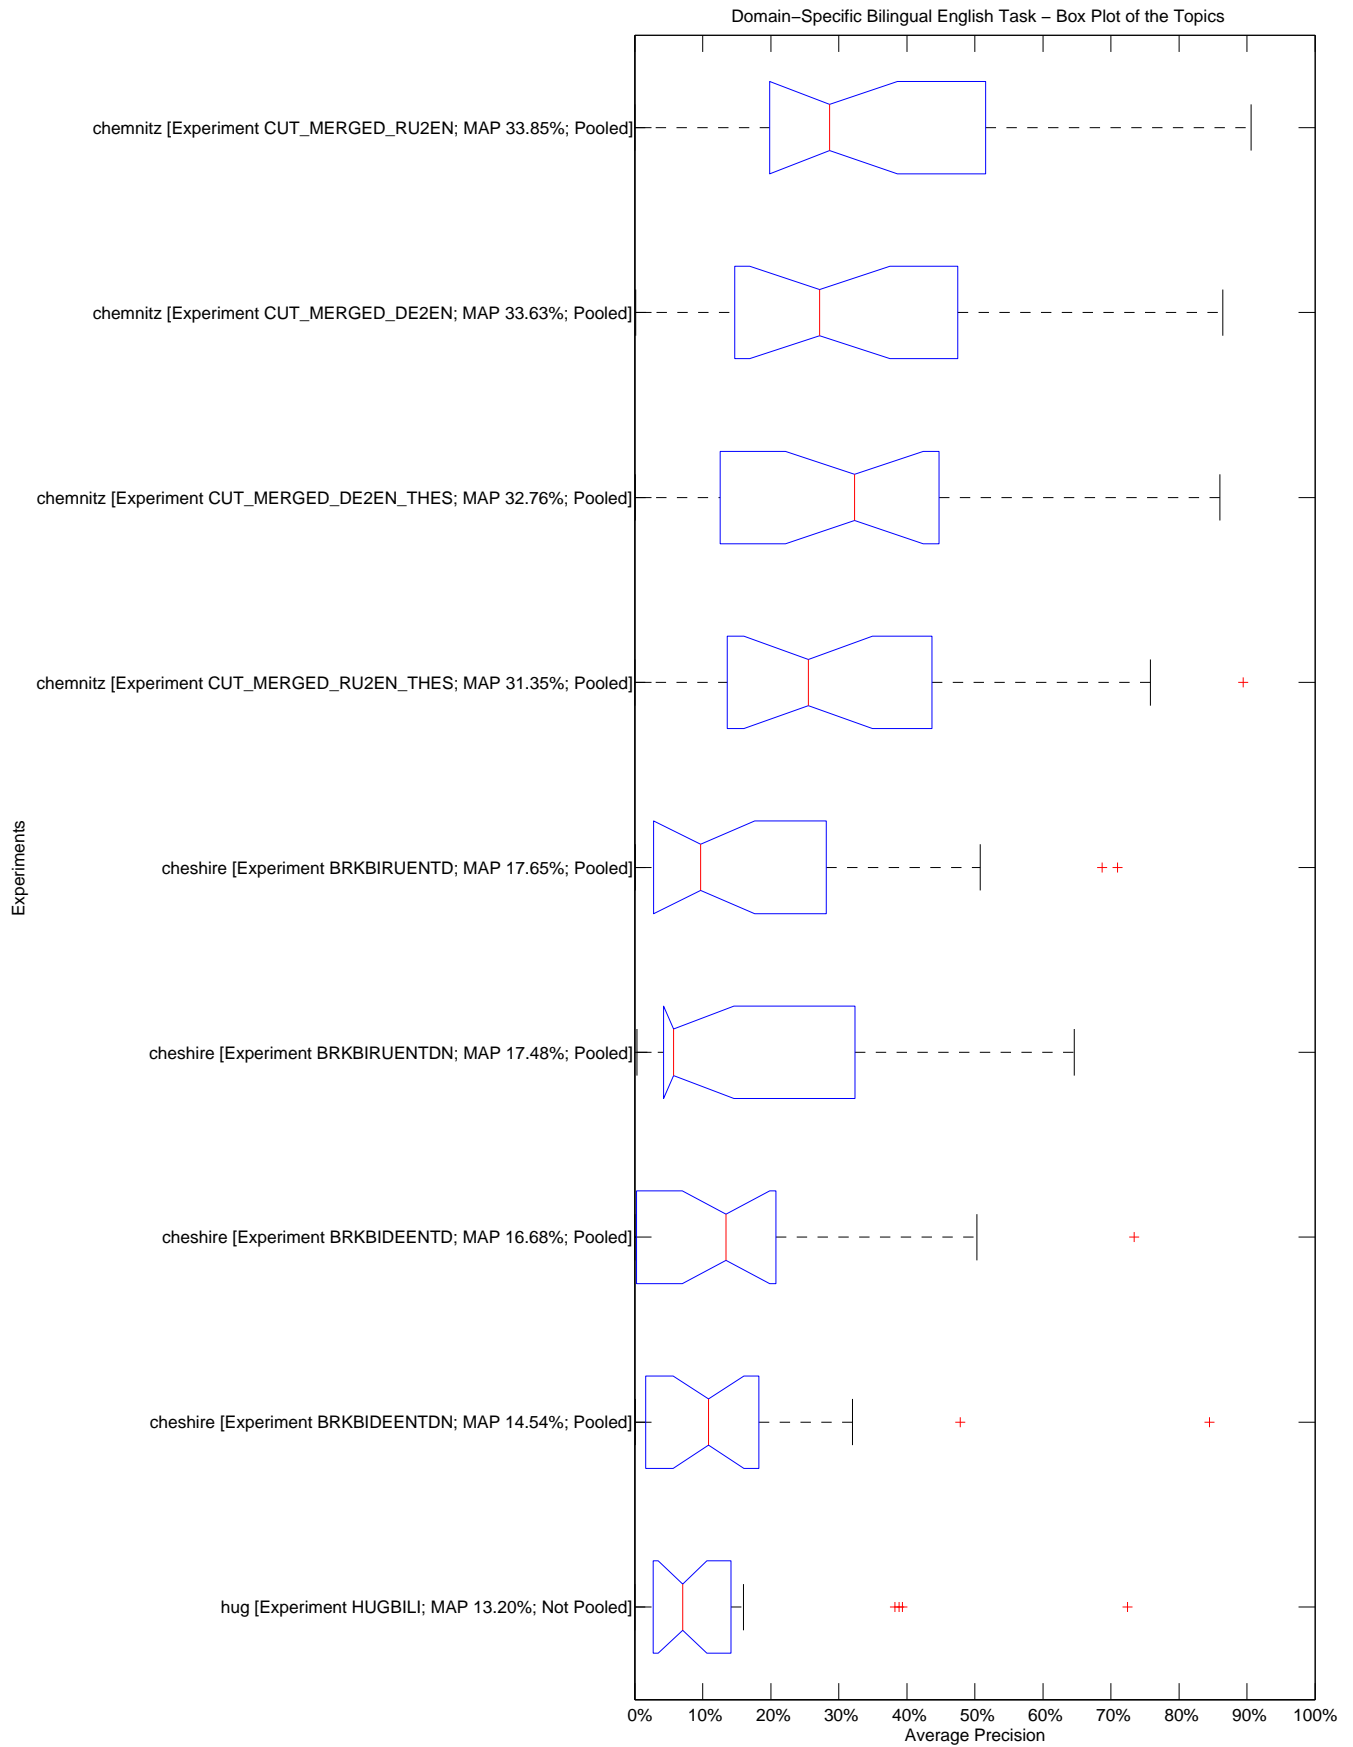 Domain−Specific Bilingual English Task − Box Plot of the Topics
chemnitz [Experiment CUT_MERGED_RU2EN; MAP 33.85%; Pooled]
chemnitz [Experiment CUT_MERGED_DE2EN; MAP 33.63%; Pooled]
chemnitz [Experiment CUT_MERGED_DE2EN_THES; MAP 32.76%; Pooled]
chemnitz [Experiment CUT_MERGED_RU2EN_THES; MAP 31.35%; Pooled]
Experiments
cheshire [Experiment BRKBIRUENTD; MAP 17.65%; Pooled]
cheshire [Experiment BRKBIRUENTDN; MAP 17.48%; Pooled]
cheshire [Experiment BRKBIDEENTD; MAP 16.68%; Pooled]
cheshire [Experiment BRKBIDEENTDN; MAP 14.54%; Pooled]
hug [Experiment HUGBILI; MAP 13.20%; Not Pooled]
0% 10% 20% 30% 40% 50% 60% 70% 80% 90% 100%
Average Precision